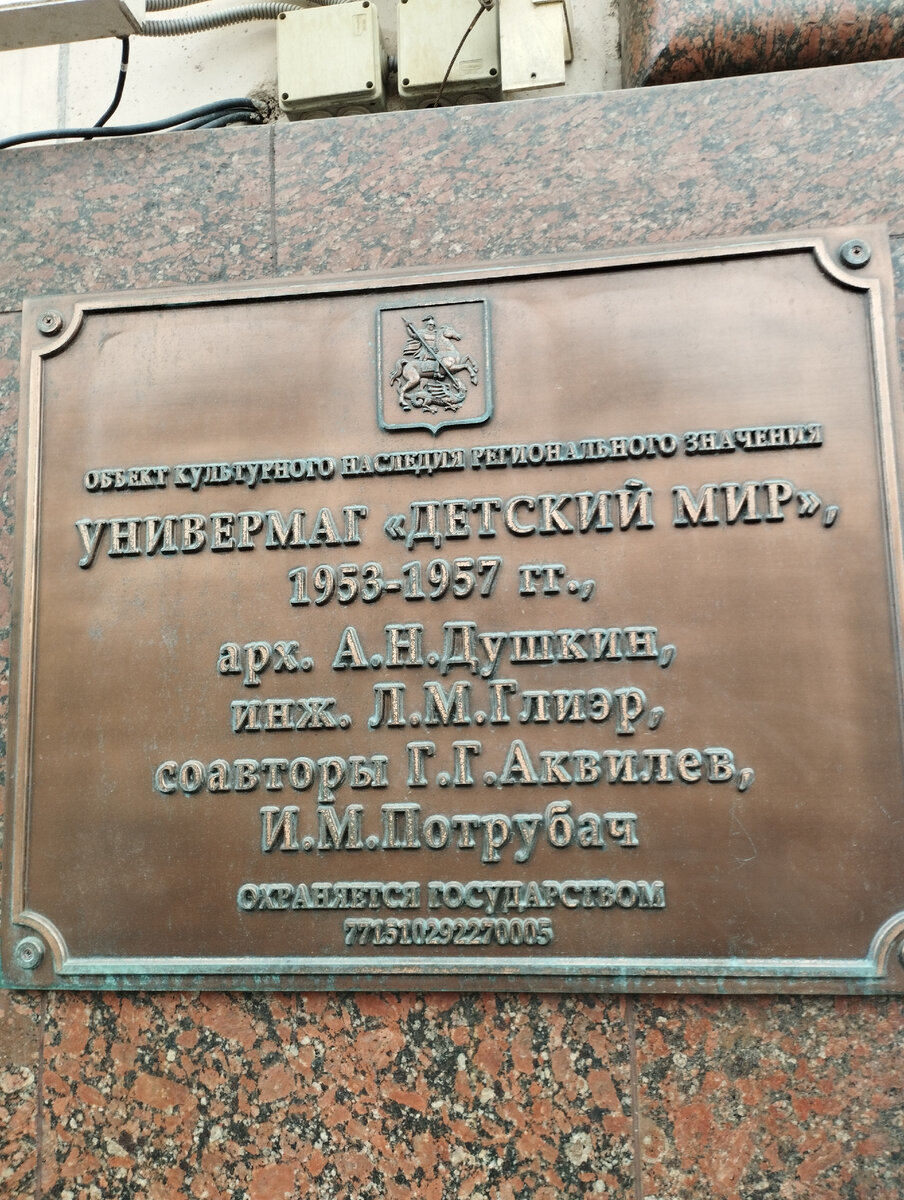 ОБЪЕКТ КУЛЬТУРНОГО НАСЛЕДИЯ РЕГИОНАЛЬНОГО ЗНАЧЕНИЯ
УНИВЕРМАГ «ДЕТСКИЙ МИР»,
1953-1957 гг.,
арх. А.Н.Душкин,
инж. Л.М.Глиэр,
соавторы Г.Г.Аквилев,
И.М.Потрубач
ОХРАНЯЕТСЯ ГОСУДАРСТВОМ
771510292270005